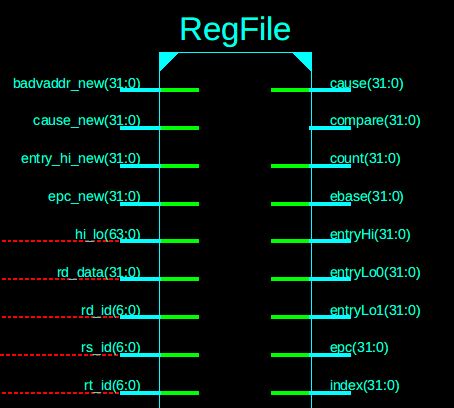 RegFile
badvaddr_new(31:0)
cause_new(31:0)
entry_hi_new(31:0)
epc_new(31:0)
hi_lo(63:0)
rd_data(31:0)
rd_id(6:0)
rs_id(6:0)
rt_id(6:0)
cause(31:0)
compare(31:0)
count(31:0)
ebase(31:0)
entryHi(31:0)
entryLo0(31:0)
entryLo1(31:0)
epc(31:0)
index(31:0)